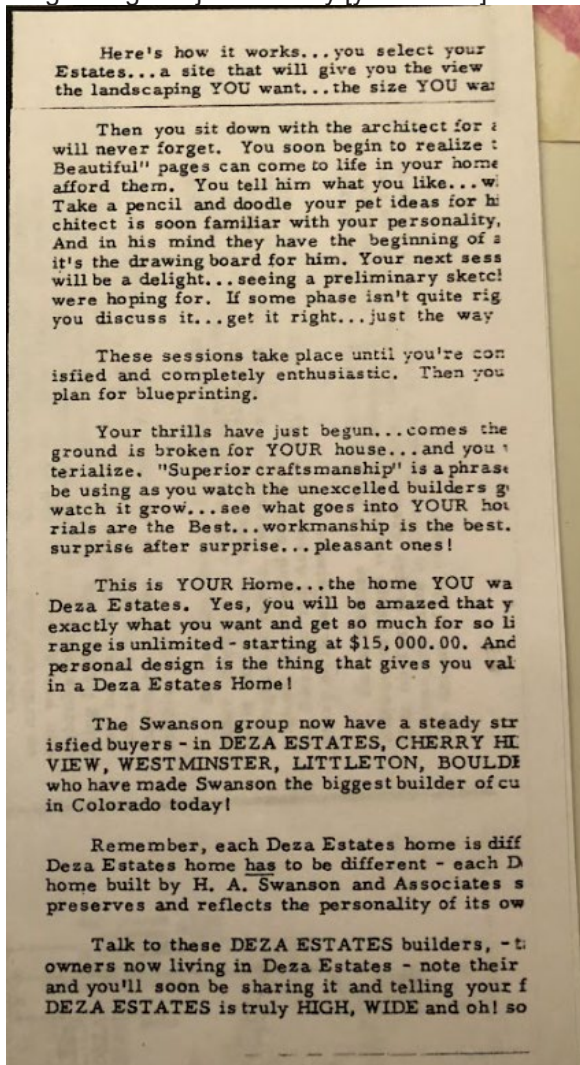 Here's how it works...you select your
Estates...a site that will give you the view
the landscaping YOU want...the size YOU
Then you sit down with the architect for
will never forget. You soon begin to realize
Beautiful" pages can come to life in your home
afford them. You tell him what you like...
Take a pencil and doodle your pet ideas for
chitect is soon familiar with your personality,
And in his mind they have the beginning of
it's the drawing board for him. Your next sess
will be a delight...seeing a preliminary
were hoping for. If some phase isn't quite rig
you discuss it...get it right...just the way
These sessions take place until you're
isfied and completely enthusiastic. Then you
plan for blueprinting.
Your thrills have just begun...comes the
ground is broken for YOUR house...and you
terialize. "Superior craftsmanship" is a phrase
be using as you watch the unexcelled builders
watch it grow...see what goes into YOUR
rials are the Best...workmanship is the best.
surprise after surprise...pleasant ones!
This is YOUR Home...the home YOU wa
Deza Estates. Yes, you will be amazed that y
exactly what you want and get so much for so li
range is unlimited - starting at $15,000.00. And
personal design is the thing that gives you val
in a Deza Estates Home!
The Swanson group now have a steady str
isfied buyers - in DEZA ESTATES, CHERRY
VIEW, WESTMINSTER, LITTLETON,
who have made Swanson the biggest builder of cu
in Colorado today!
Remember, each Deza Estates home is diff
Deza Estates home has to be different - each D
home built by H. A. Swanson and Associates s
preserves and reflects the personality of its ow
Talk to these DEZA ESTATES builders, -
owners now living in Deza Estates - note their
and you'll soon be sharing it and telling your f
DEZA ESTATES is truly HIGH, WIDE and oh! so